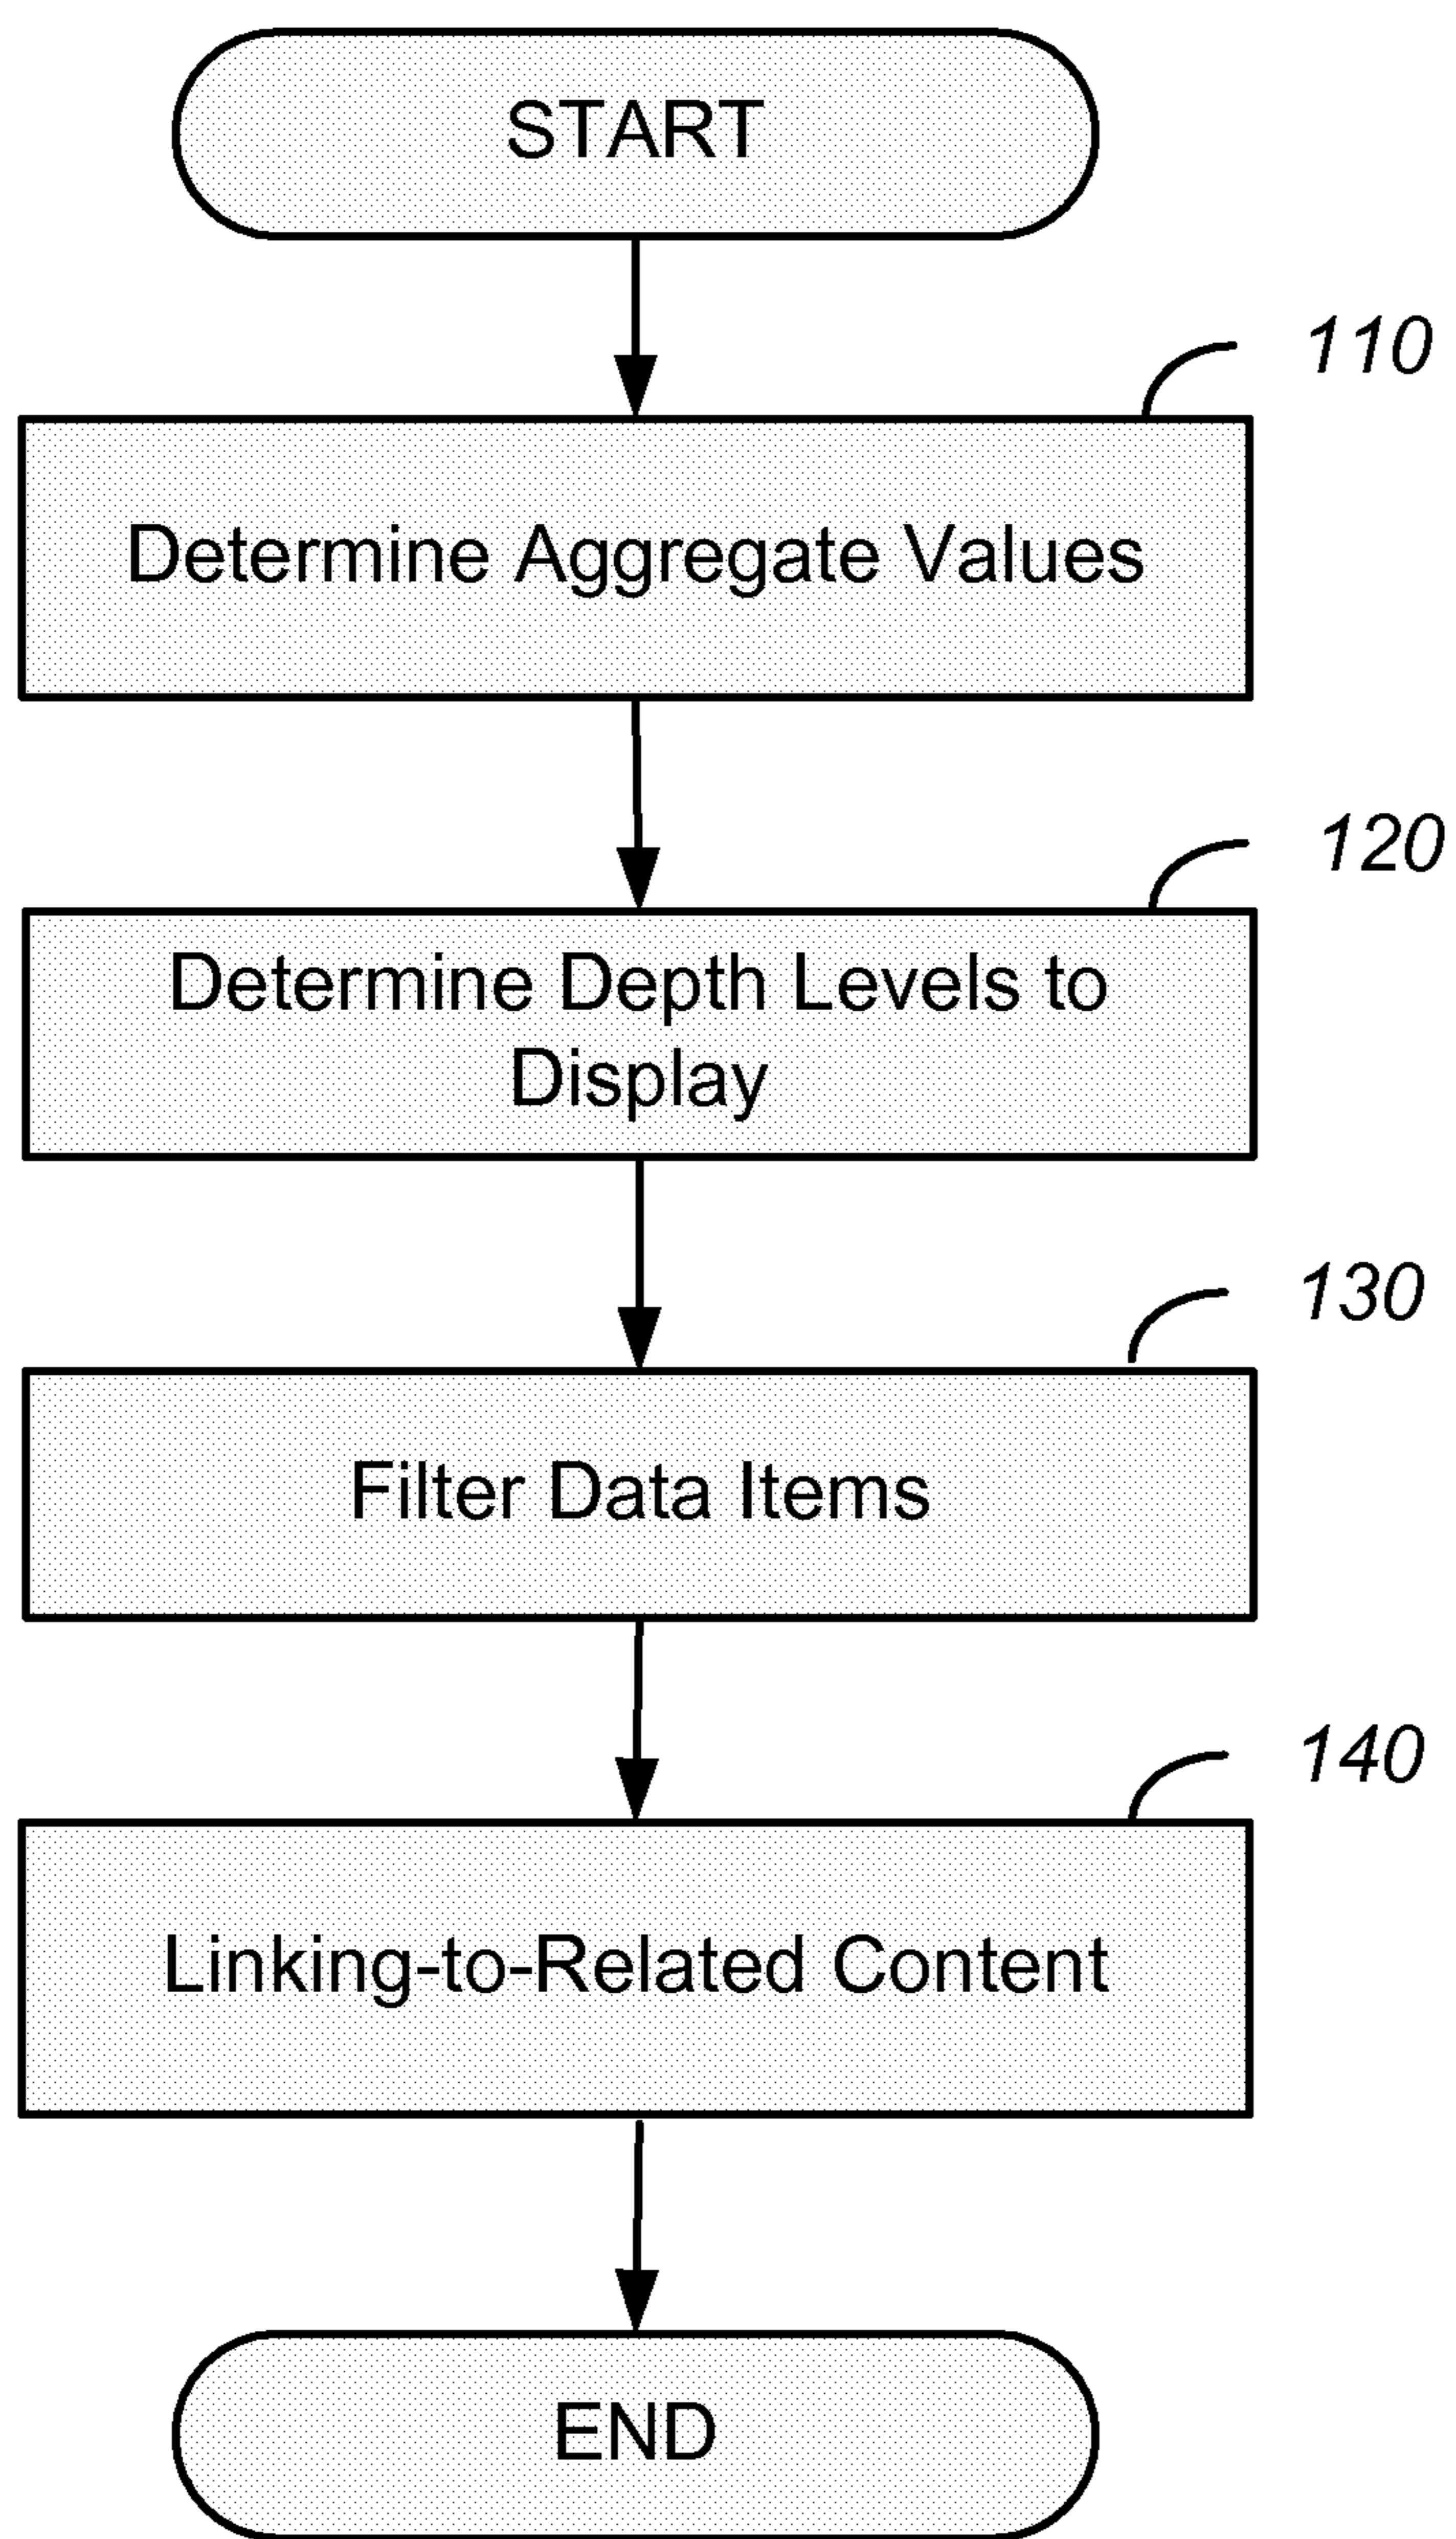 START
110
Determine Aggregate Values
120
Determine Depth Levels to
Display
130
Filter Data Items
140
Linking-to-Related Content
END